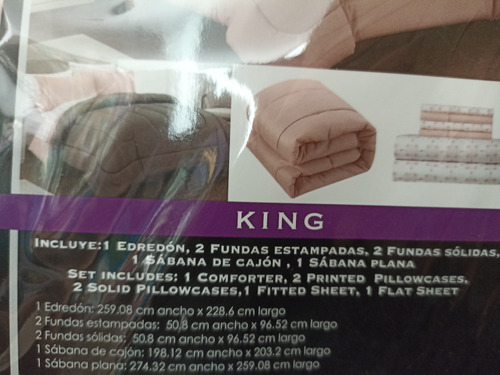 KING
INCLUYE:1 EDREDÓN, 2 FUNDAS ESTAMPADAS, 2 FUNDAS SÓLIDAS,
1 SÁBANA DE CAJÓN , 1 SÁBANA PLANA
SET INCLUDES: 1 COMFORTER, 2 PRINTED PILLOWCASES,
2 SOLID PILLOWCASES,1 FITTED SHEET, 1 FLAT SHEET
1 Edredón: 259.08 cm ancho x 228.6 cm largo
2 Fundas estampadas: 50.8 cm ancho x 96.52 cm largo
2 Fundas sólidas: 50.8 cm ancho x 96.52 cm largo
1 Sábana de cajón: 198.12 cm ancho x 203.2 cm largo
1 Sábana plana: 274.32 cm ancho x 259.08 cm largo